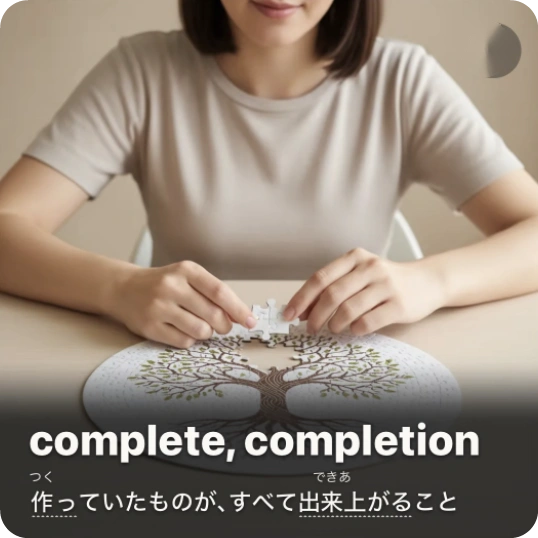 complete, completion
つく できあ
作っていたものが、すべて出来上がること